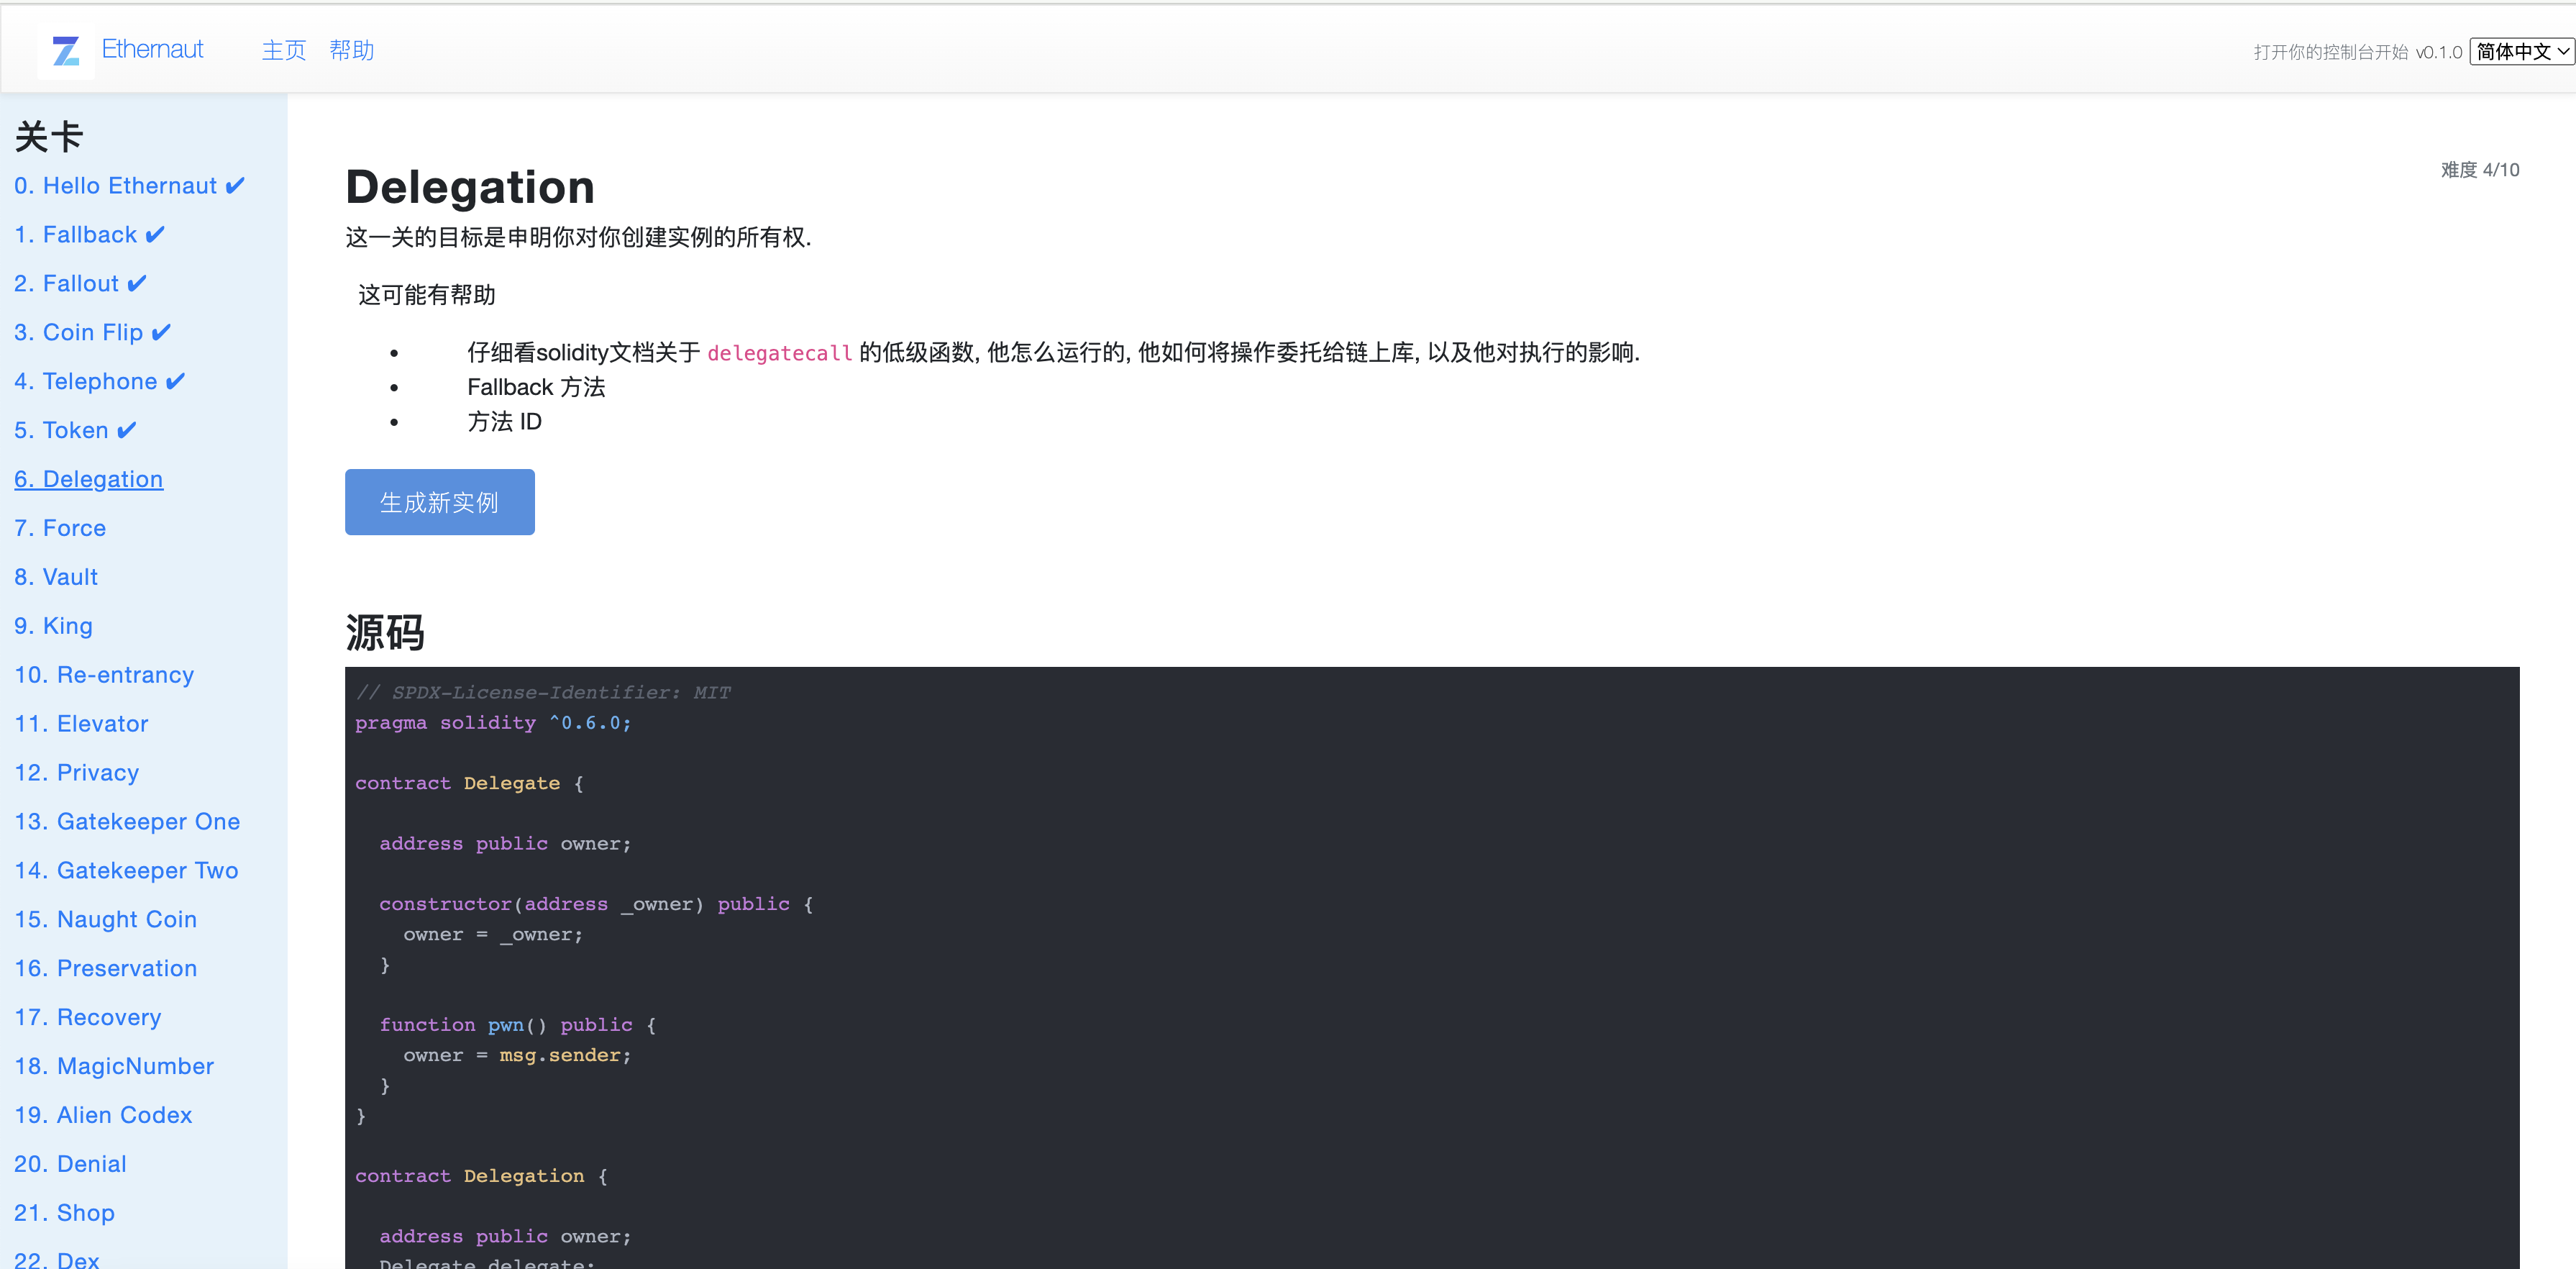 Ethernaut
主页 帮助
打开你的控制台开始 v0.1.0 简体中文
关卡
0. Hello Ethernaut ✔
1. Fallback ✔
2. Fallout ✔
3. Coin Flip ✔
4. Telephone ✔
5. Token ✔
6. Delegation
7. Force
8. Vault
9. King
10. Re-entrancy
11. Elevator
12. Privacy
13. Gatekeeper One
14. Gatekeeper Two
15. Naught Coin
16. Preservation
17. Recovery
18. MagicNumber
19. Alien Codex
20. Denial
21. Shop
22. Dex
Delegation
难度 4/10
这一关的目标是申明你对你创建实例的所有权.
这可能有帮助
• 仔细看solidity文档关于 delegatecall 的低级函数, 他怎么运行的, 他如何将操作委托给链上库, 以及他对执行的影响.
• Fallback 方法
• 方法 ID
生成新实例
源码
// SPDX-License-Identifier: MIT
pragma solidity ^0.6.0;
contract Delegate {
address public owner;
constructor(address _owner) public {
owner = _owner;
}
function pwn() public {
owner = msg.sender;
}
}
contract Delegation {
address public owner;
Delegate delegate;